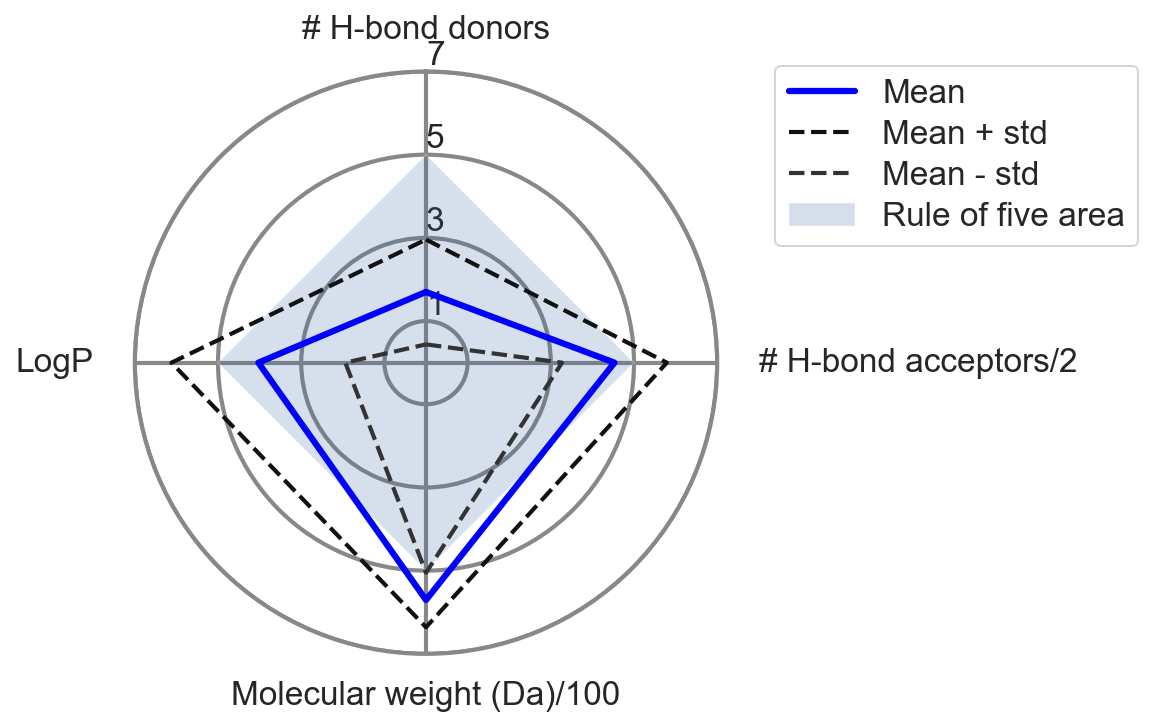 # H-bond donors
7
5
3
1
Mean
Mean + std
Mean - std
Rule of five area
LogP
# H-bond acceptors/2
Molecular weight (Da)/100